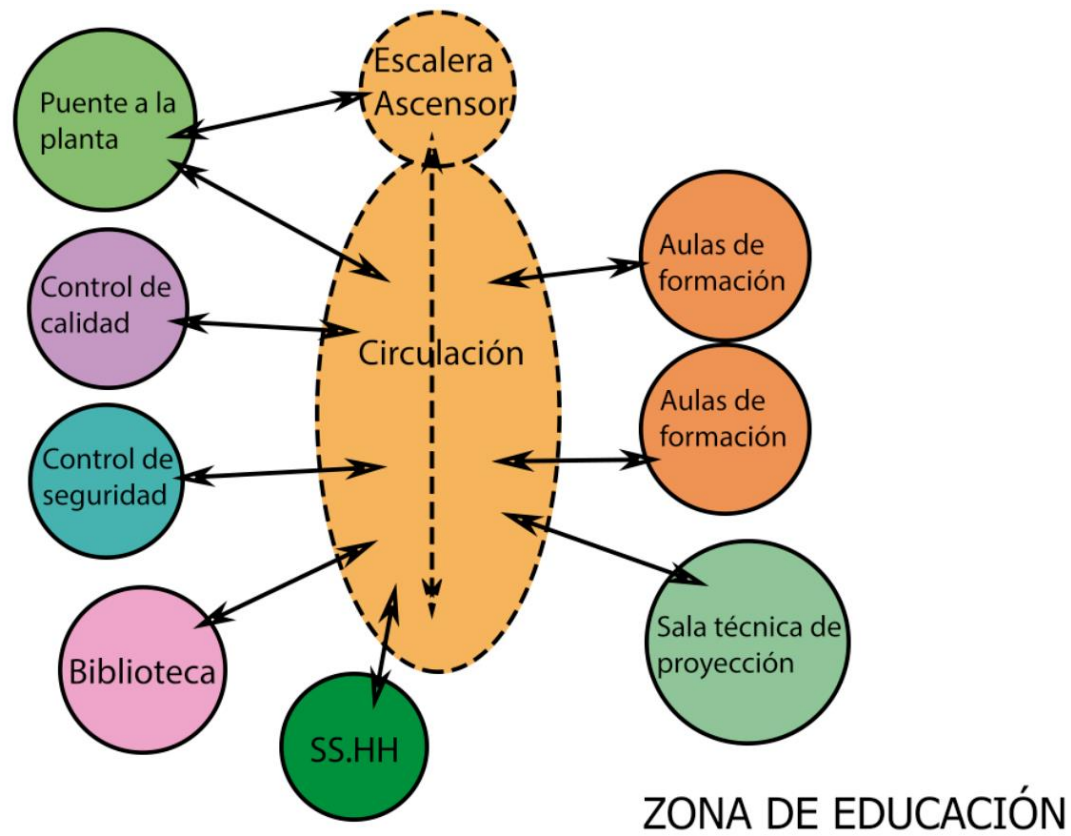 Escalera
Ascensor
Puente a la
planta
Aulas de
formación
Control de
calidad
Circulación
Aulas de
formación
Control de
seguridad
Sala técnica de
proyección
Biblioteca
SS.HH
ZONA DE EDUCACIÓN